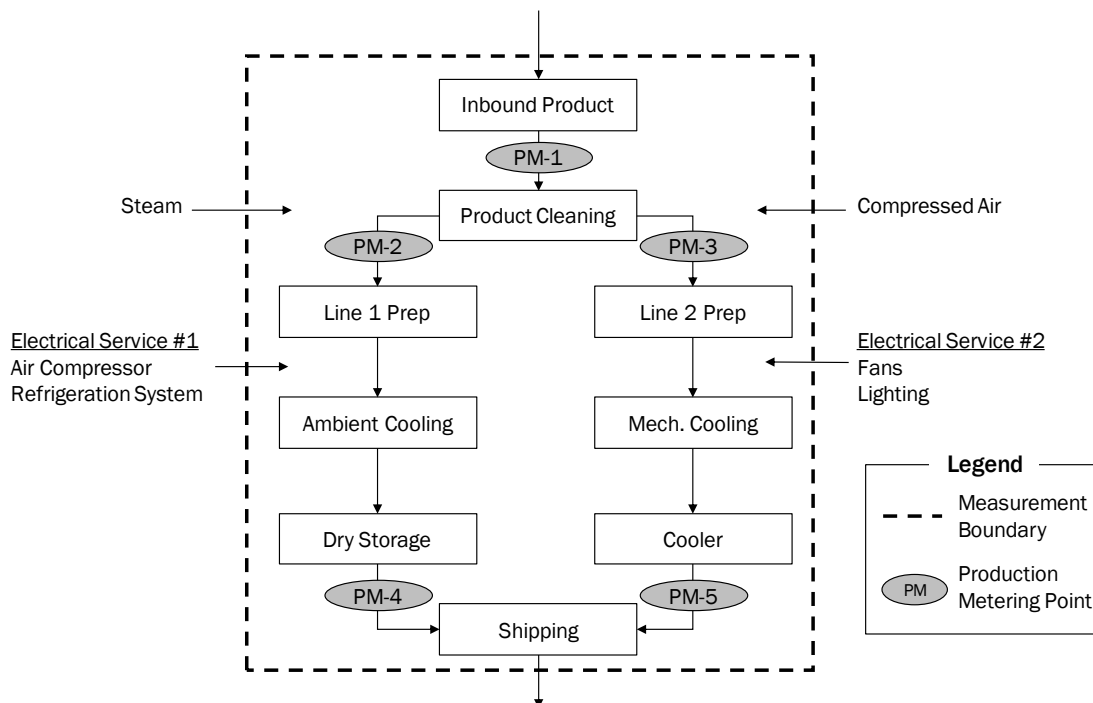 Inbound Product
PM-1
Steam
Product Cleaning
Compressed Air
PM-2
PM-3
Line 1 Prep
Line 2 Prep
Electrical Service #1
Air Compressor
Refrigeration System
Electrical Service #2
Fans
Lighting
Ambient Cooling
Mech. Cooling
Legend
Measurement
Boundary
PM
Production
Metering Point
Dry Storage
Cooler
PM-4
PM-5
Shipping